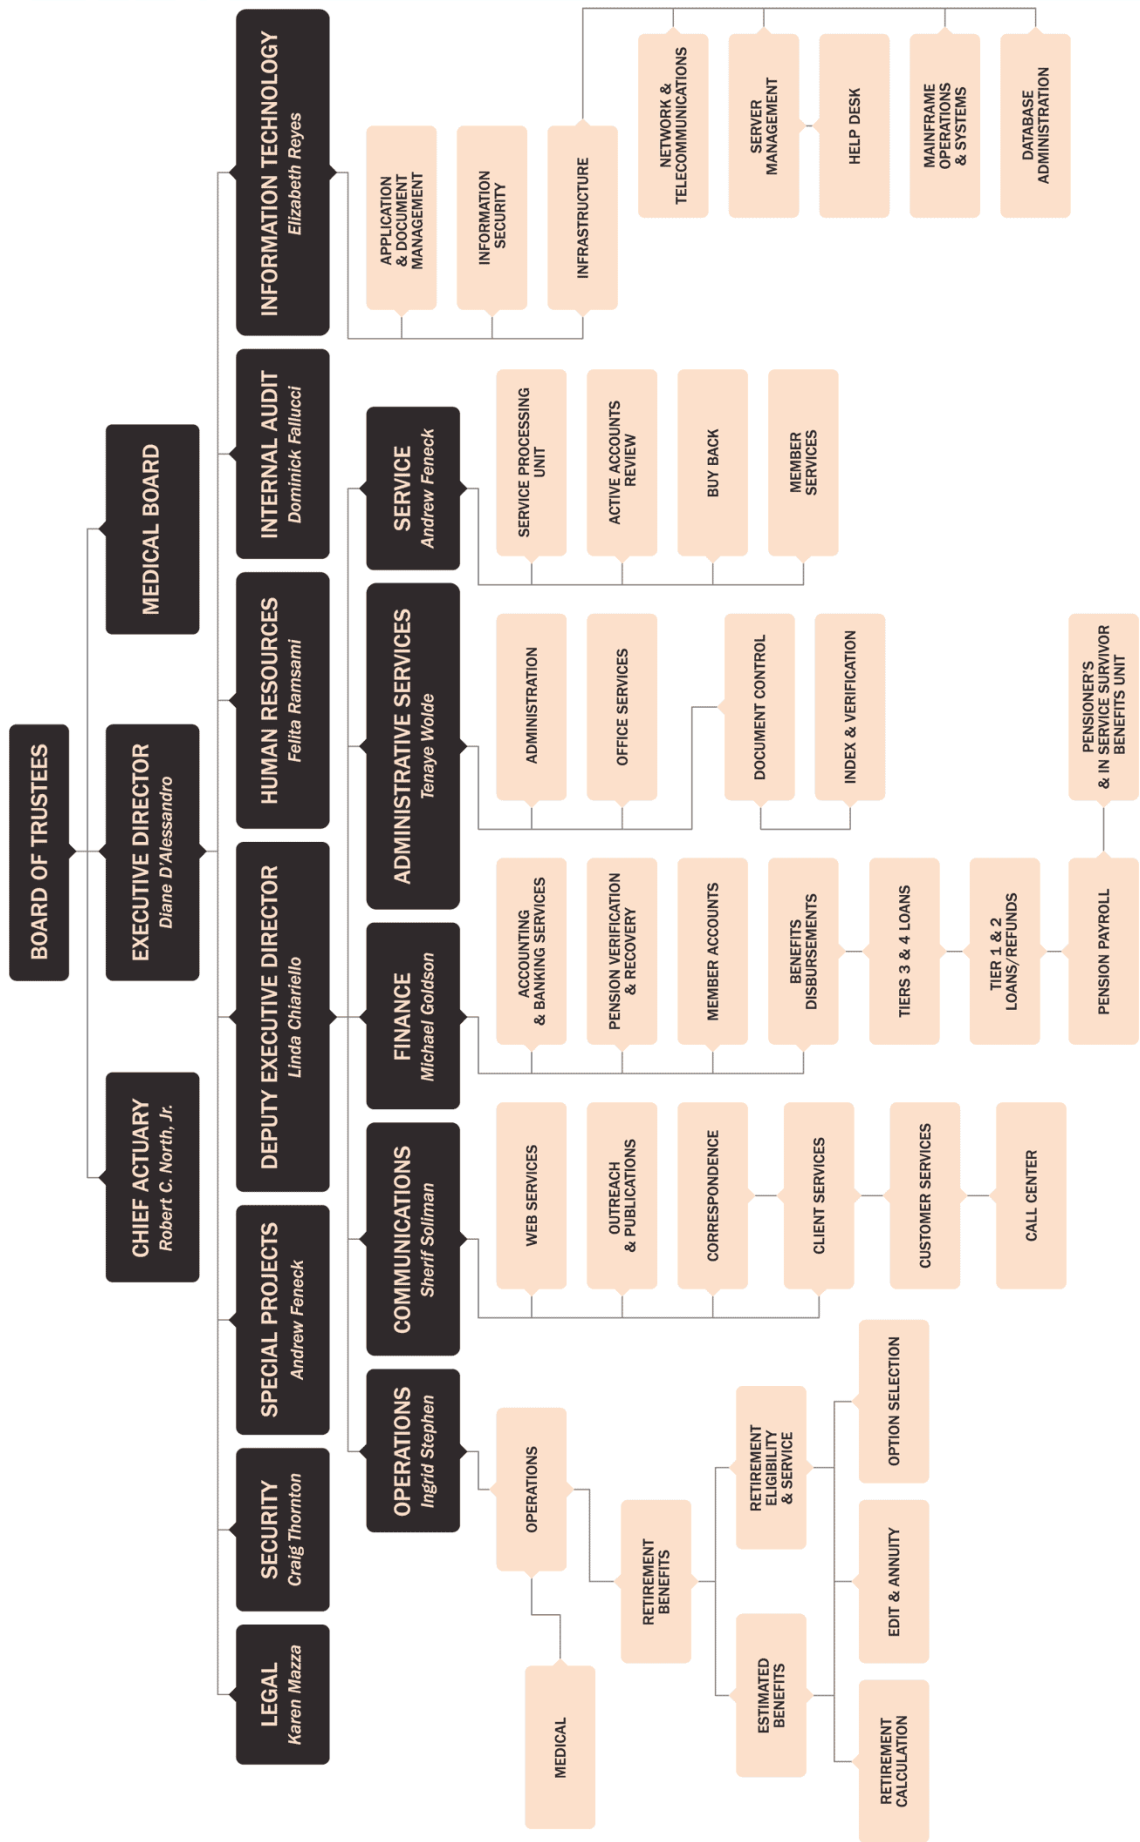 BOARD OF TRUSTEES
CHIEF ACTUARY
Robert C. North, Jr.
EXECUTIVE DIRECTOR
Diane D'Alessandro
MEDICAL BOARD
LEGAL
Karen Mazza
SECURITY
Craig Thornton
SPECIAL PROJECTS
Andrew Feneck
DEPUTY EXECUTIVE DIRECTOR
Linda Chiariello
HUMAN RESOURCES
Felita Ramsami
INTERNAL AUDIT
Dominick Fallucci
INFORMATION TECHNOLOGY
Elizabeth Reyes
OPERATIONS
Ingrid Stephen
COMMUNICATIONS
Sherif Soliman
FINANCE
Michael Goldson
ADMINISTRATIVE SERVICES
Tenaye Wolde
SERVICE
Andrew Feneck
OPERATIONS
MEDICAL
RETIREMENT
BENEFITS
ESTIMATED
BENEFITS
RETIREMENT
ELIGIBILITY
& SERVICE
RETIREMENT
CALCULATION
EDIT & ANNUITY
OPTION SELECTION
WEB SERVICES
OUTREACH
& PUBLICATIONS
CORRESPONDENCE
CLIENT SERVICES
CUSTOMER SERVICES
CALL CENTER
ACCOUNTING
& BANKING SERVICES
PENSION VERIFICATION
& RECOVERY
MEMBER ACCOUNTS
BENEFITS
DISBURSEMENTS
TIERS 3 & 4 LOANS
TIER 1 & 2
LOANS/REFUNDS
PENSION PAYROLL
PENSIONER'S
& IN SERVICE SURVIVOR
BENEFITS UNIT
ADMINISTRATION
OFFICE SERVICES
DOCUMENT CONTROL
INDEX & VERIFICATION
SERVICE PROCESSING
UNIT
ACTIVE ACCOUNTS
REVIEW
BUY BACK
MEMBER
SERVICES
APPLICATION
& DOCUMENT
MANAGEMENT
INFORMATION
SECURITY
INFRASTRUCTURE
NETWORK &
TELECOMMUNICATIONS
SERVER
MANAGEMENT
HELP DESK
MAINFRAME
OPERATIONS
& SYSTEMS
DATABASE
ADMINISTRATION